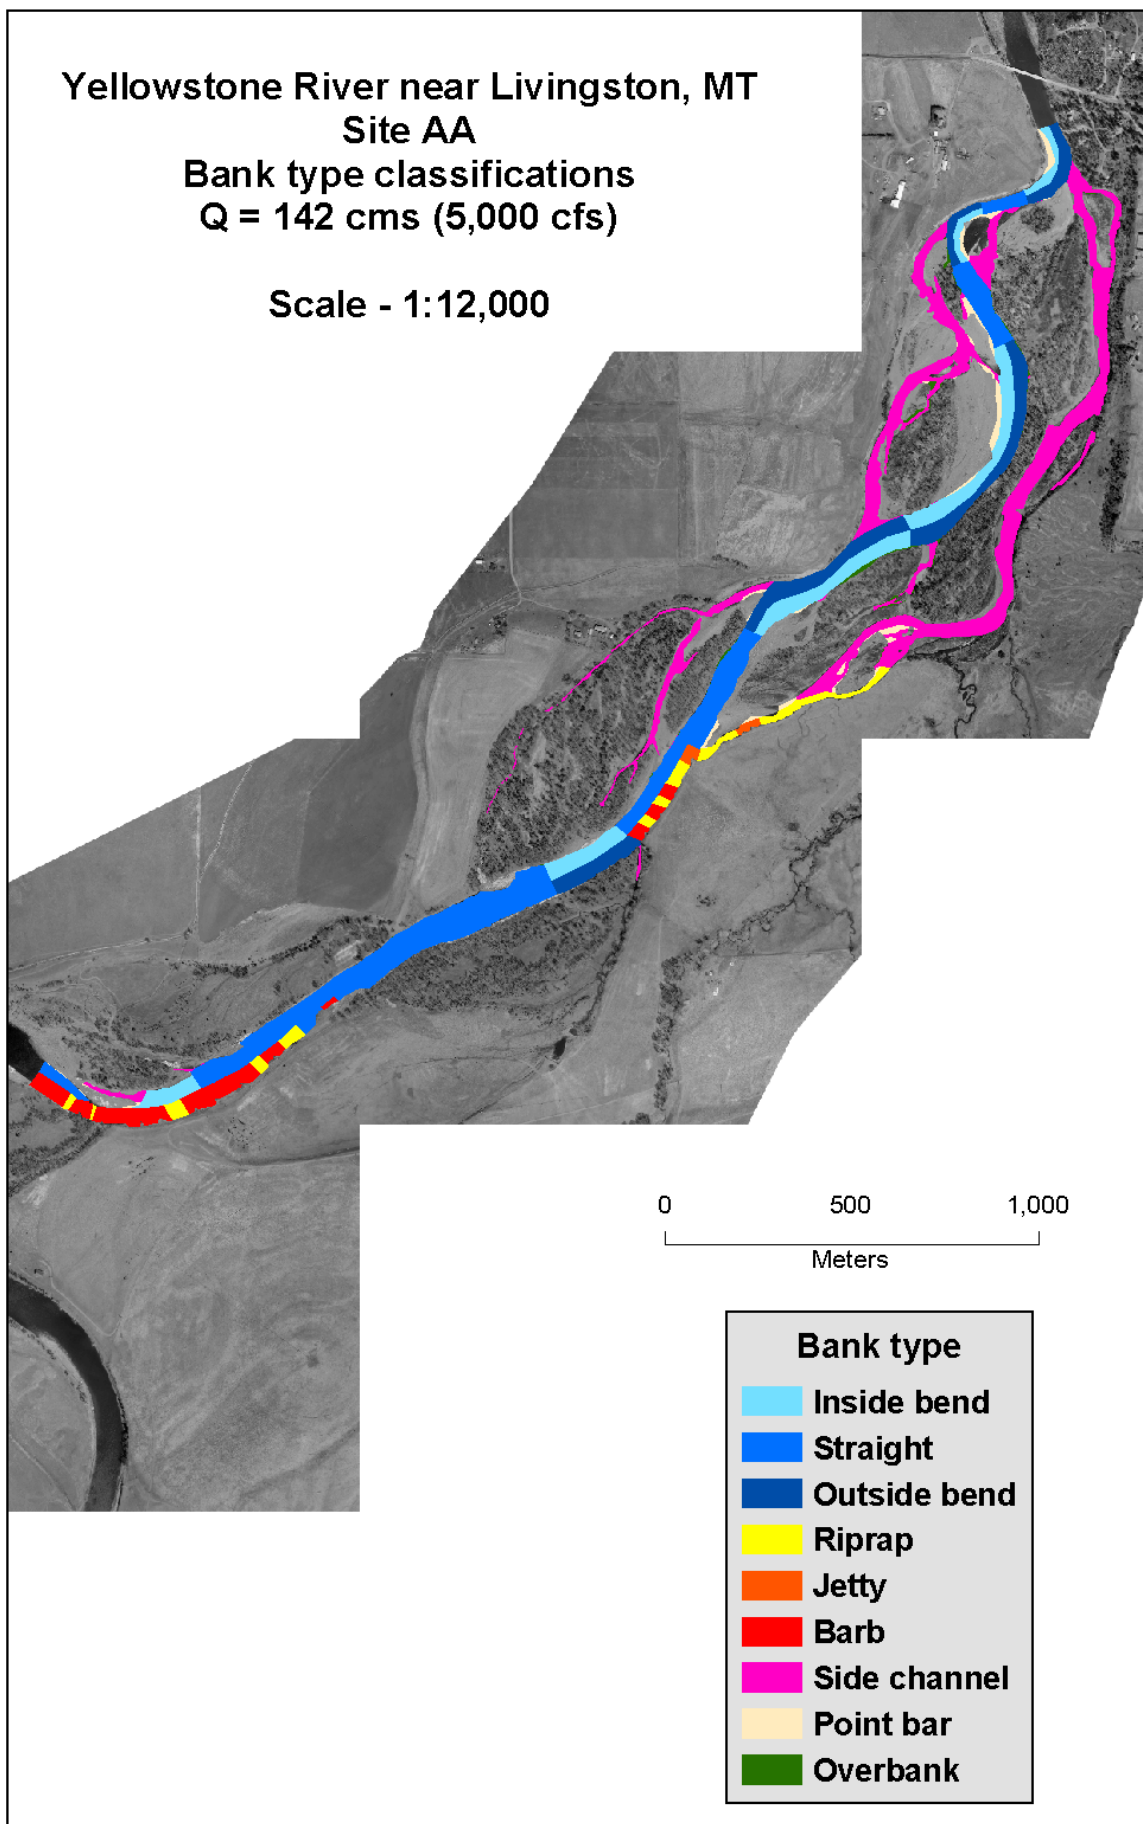 Yellowstone River near Livingston, MT
Site AA
Bank type classifications
Q = 142 cms (5,000 cfs)
Scale - 1:12,000
0 500 1,000
Meters
Bank type
Inside bend
Straight
Outside bend
Riprap
Jetty
Barb
Side channel
Point bar
Overbank